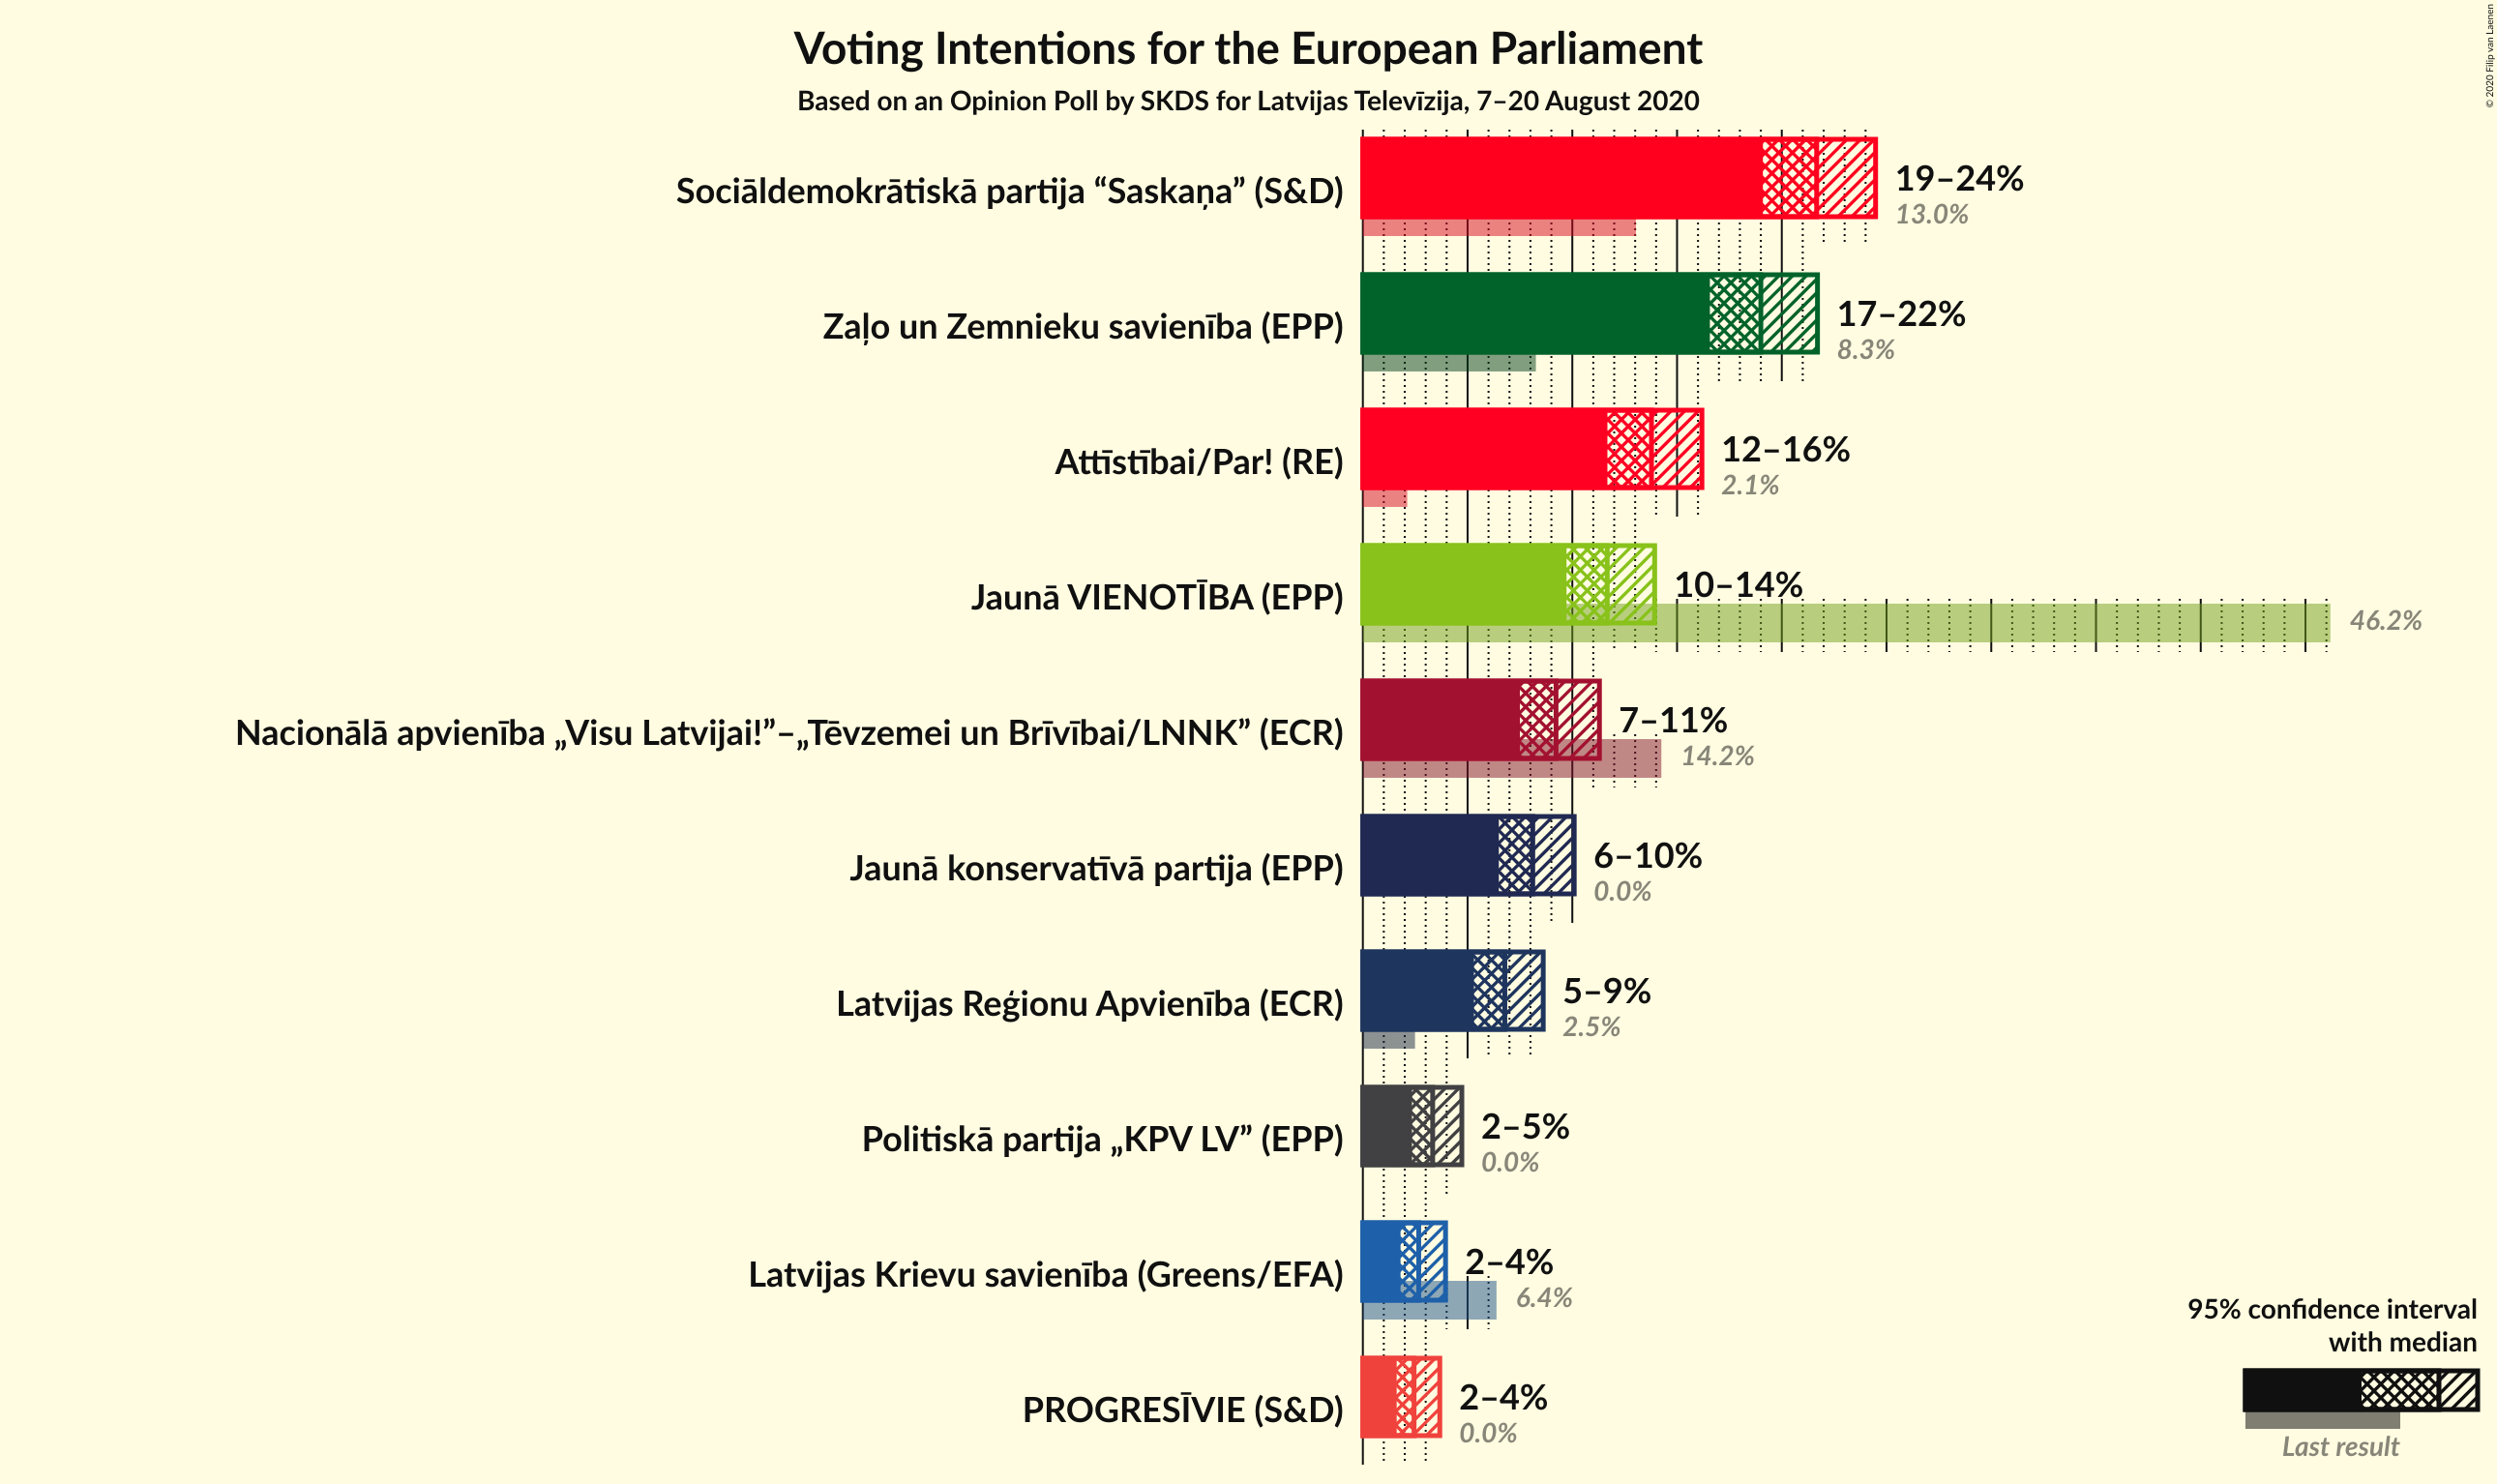 Voting Intentions for the European Parliament
Based on an Opinion Poll by SKDS for Latvijas Televīzija, 7–20 August 2020
© 2020 Filip van Laenen
Sociāldemokrātiskā partija “Saskaņa” (S&D)
19–24%
13.0%
Zaļo un Zemnieku savienība (EPP)
17–22%
8.3%
Attīstībai/Par! (RE)
12–16%
2.1%
Jaunā VIENOTĪBA (EPP)
10–14%
46.2%
Nacionālā apvienība „Visu Latvijai!”–„Tēvzemei un Brīvībai/LNNK” (ECR)
7–11%
14.2%
Jaunā konservatīvā partija (EPP)
6–10%
0.0%
Latvijas Reģionu Apvienība (ECR)
5–9%
2.5%
Politiskā partija „KPV LV” (EPP)
2–5%
0.0%
Latvijas Krievu savienība (Greens/EFA)
2–4%
6.4%
PROGRESĪVIE (S&D)
2–4%
0.0%
95% confidence interval
with median
Last result